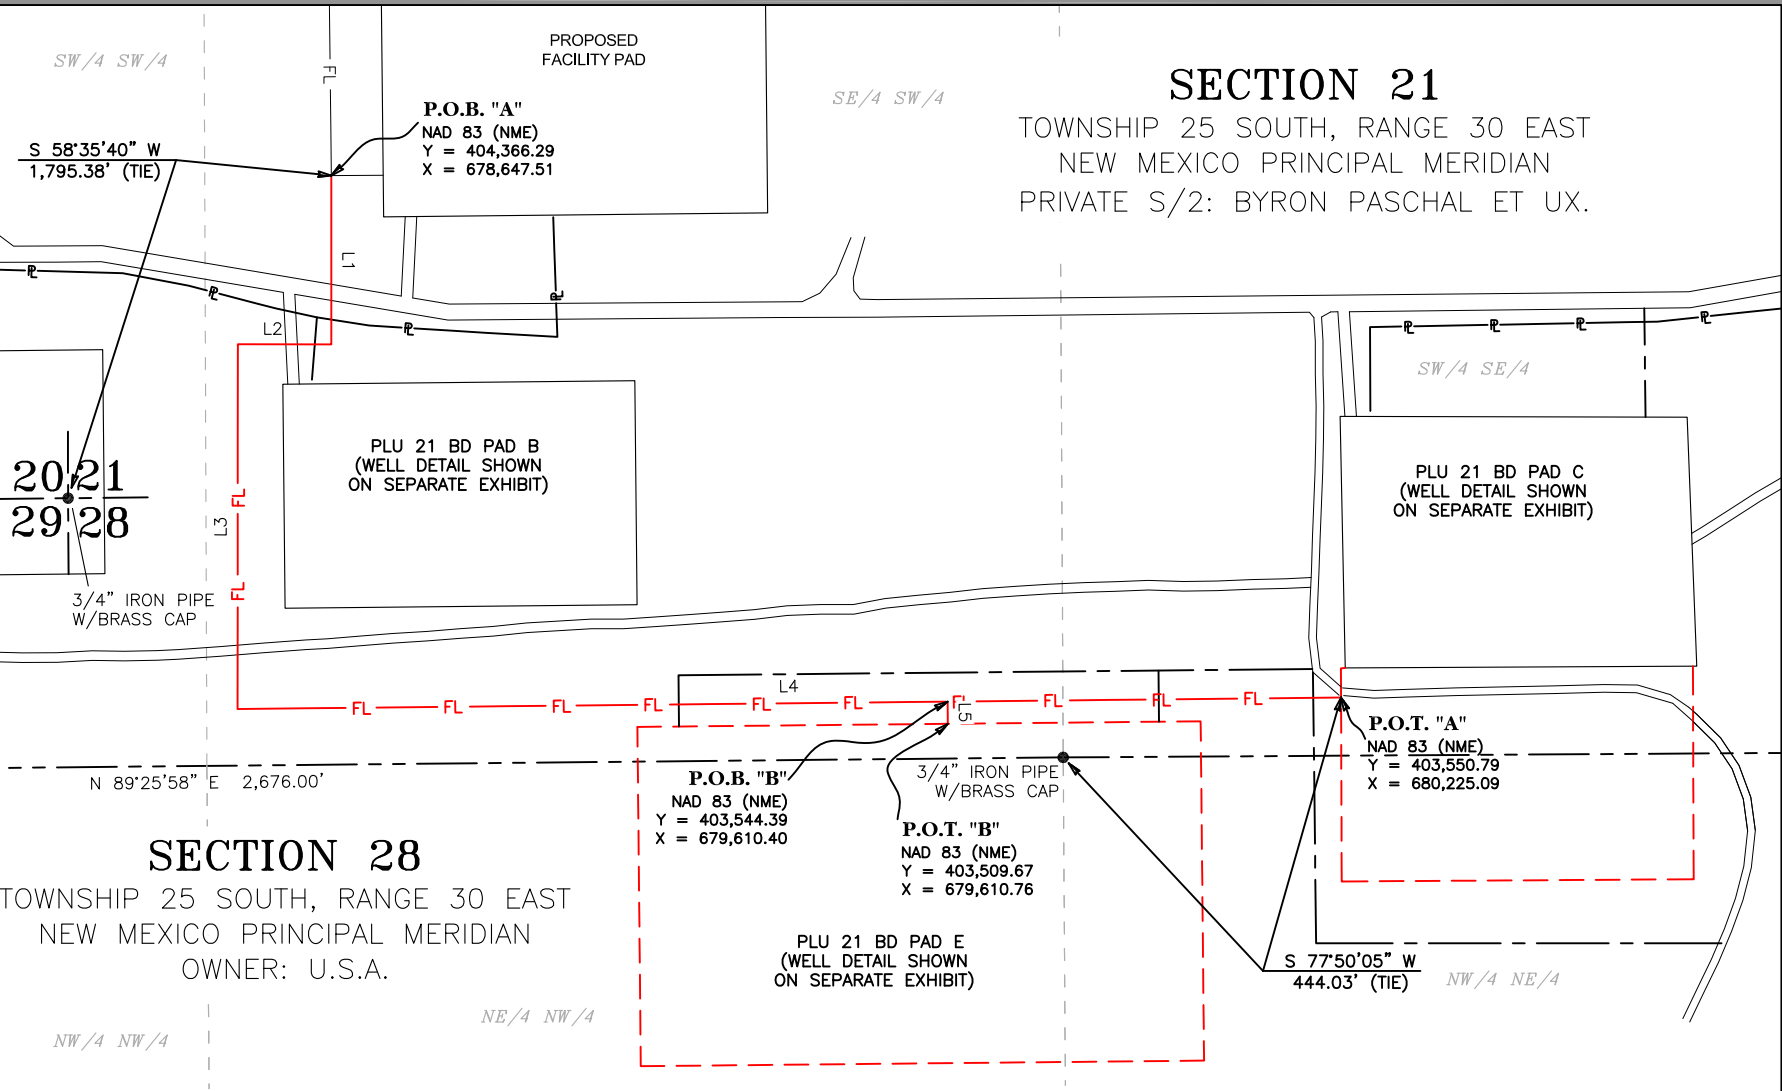 PROPOSED
FACILITY PAD
SW/4 SW/4
SE/4 SW/4
SECTION 21
TOWNSHIP 25 SOUTH, RANGE 30 EAST
NEW MEXICO PRINCIPAL MERIDIAN
PRIVATE S/2: BYRON PASCHAL ET UX.
FL
P.O.B. "A"
NAD 83 (NME)
Y = 404,366.29
X = 678,647.51
S 58°35'40" W
1,795.38' (TIE)
L1
PL
PL
PL
PL
L2
PL
PL
PL
PL
SW/4 SE/4
PLU 21 BD PAD B
(WELL DETAIL SHOWN
ON SEPARATE EXHIBIT)
PLU 21 BD PAD C
(WELL DETAIL SHOWN
ON SEPARATE EXHIBIT)
20 21
29 28
FL
L3
FL
3/4" IRON PIPE
W/BRASS CAP
L4
FL FL FL FL FL FL FL FL FL FL
L5
P.O.T. "A"
NAD 83 (NME)
Y = 403,550.79
X = 680,225.09
N 89°25'58" E 2,676.00'
P.O.B. "B"
NAD 83 (NME)
Y = 403,544.39
X = 679,610.40
3/4" IRON PIPE
W/BRASS CAP
P.O.T. "B"
NAD 83 (NME)
Y = 403,509.67
X = 679,610.76
SECTION 28
TOWNSHIP 25 SOUTH, RANGE 30 EAST
NEW MEXICO PRINCIPAL MERIDIAN
OWNER: U.S.A.
PLU 21 BD PAD E
(WELL DETAIL SHOWN
ON SEPARATE EXHIBIT)
S 77°50'05" W
444.03' (TIE)
NW/4 NE/4
NE/4 NW/4
NW/4 NW/4